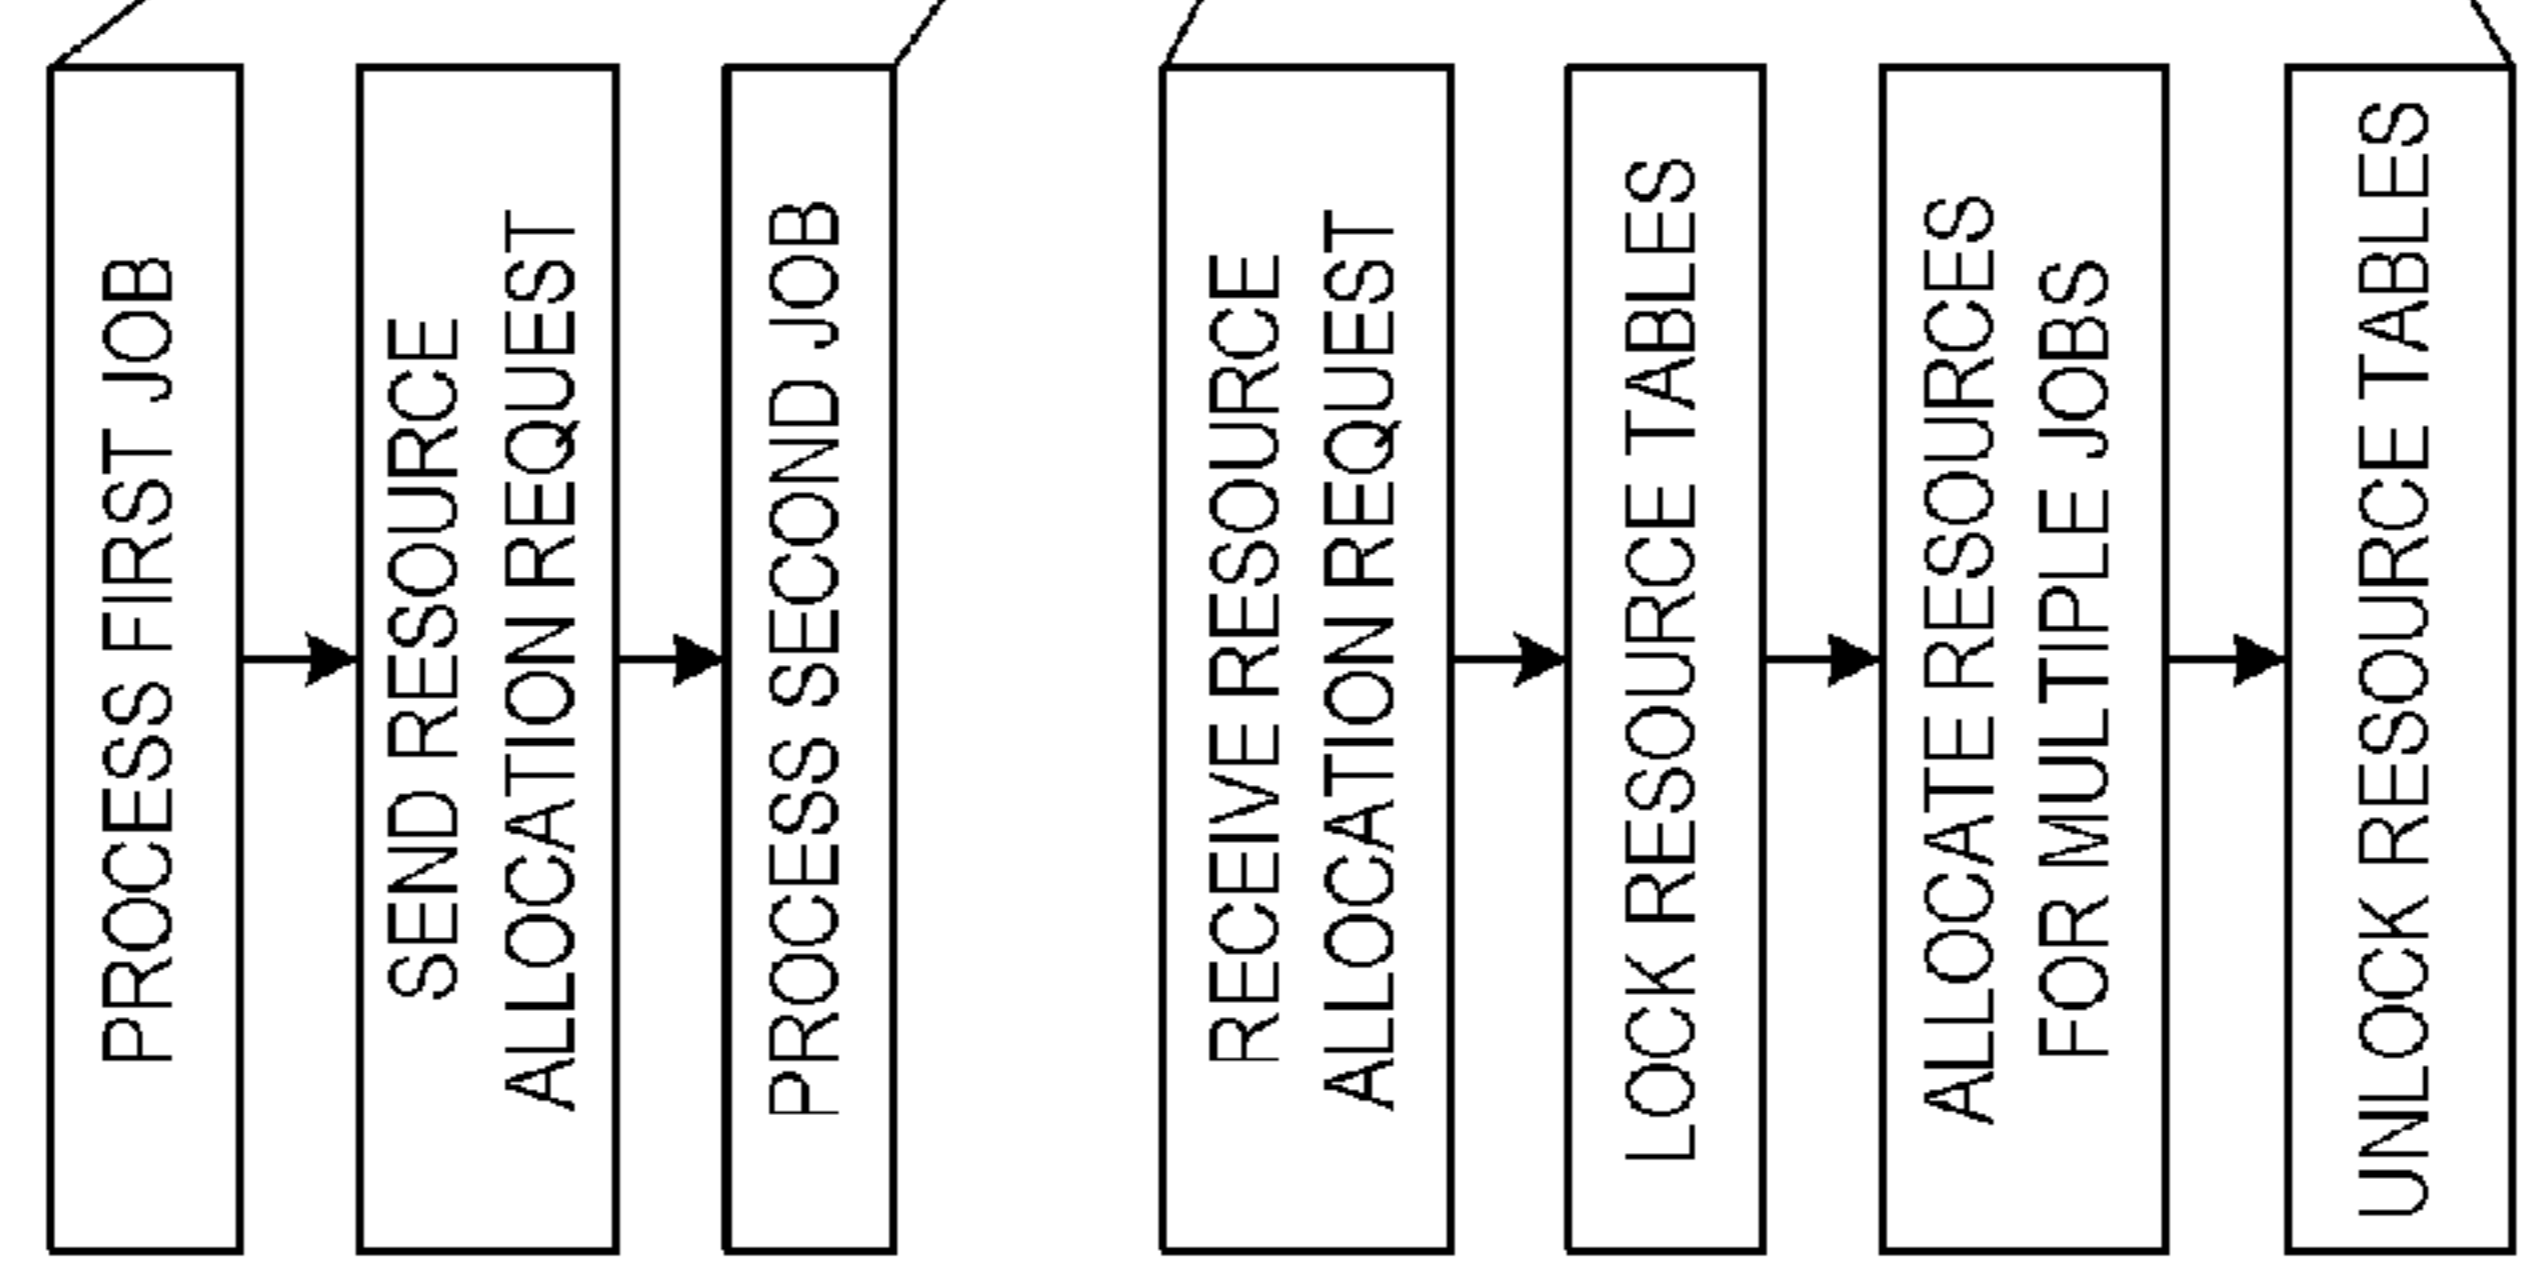 PROCESS FIRST JOB
SEND RESOURCE
ALLOCATION REQUEST
PROCESS SECOND JOB
RECEIVE RESOURCE
ALLOCATION REQUEST
LOCK RESOURCE TABLES
ALLOCATE RESOURCES
FOR MULTIPLE JOBS
UNLOCK RESOURCE TABLES